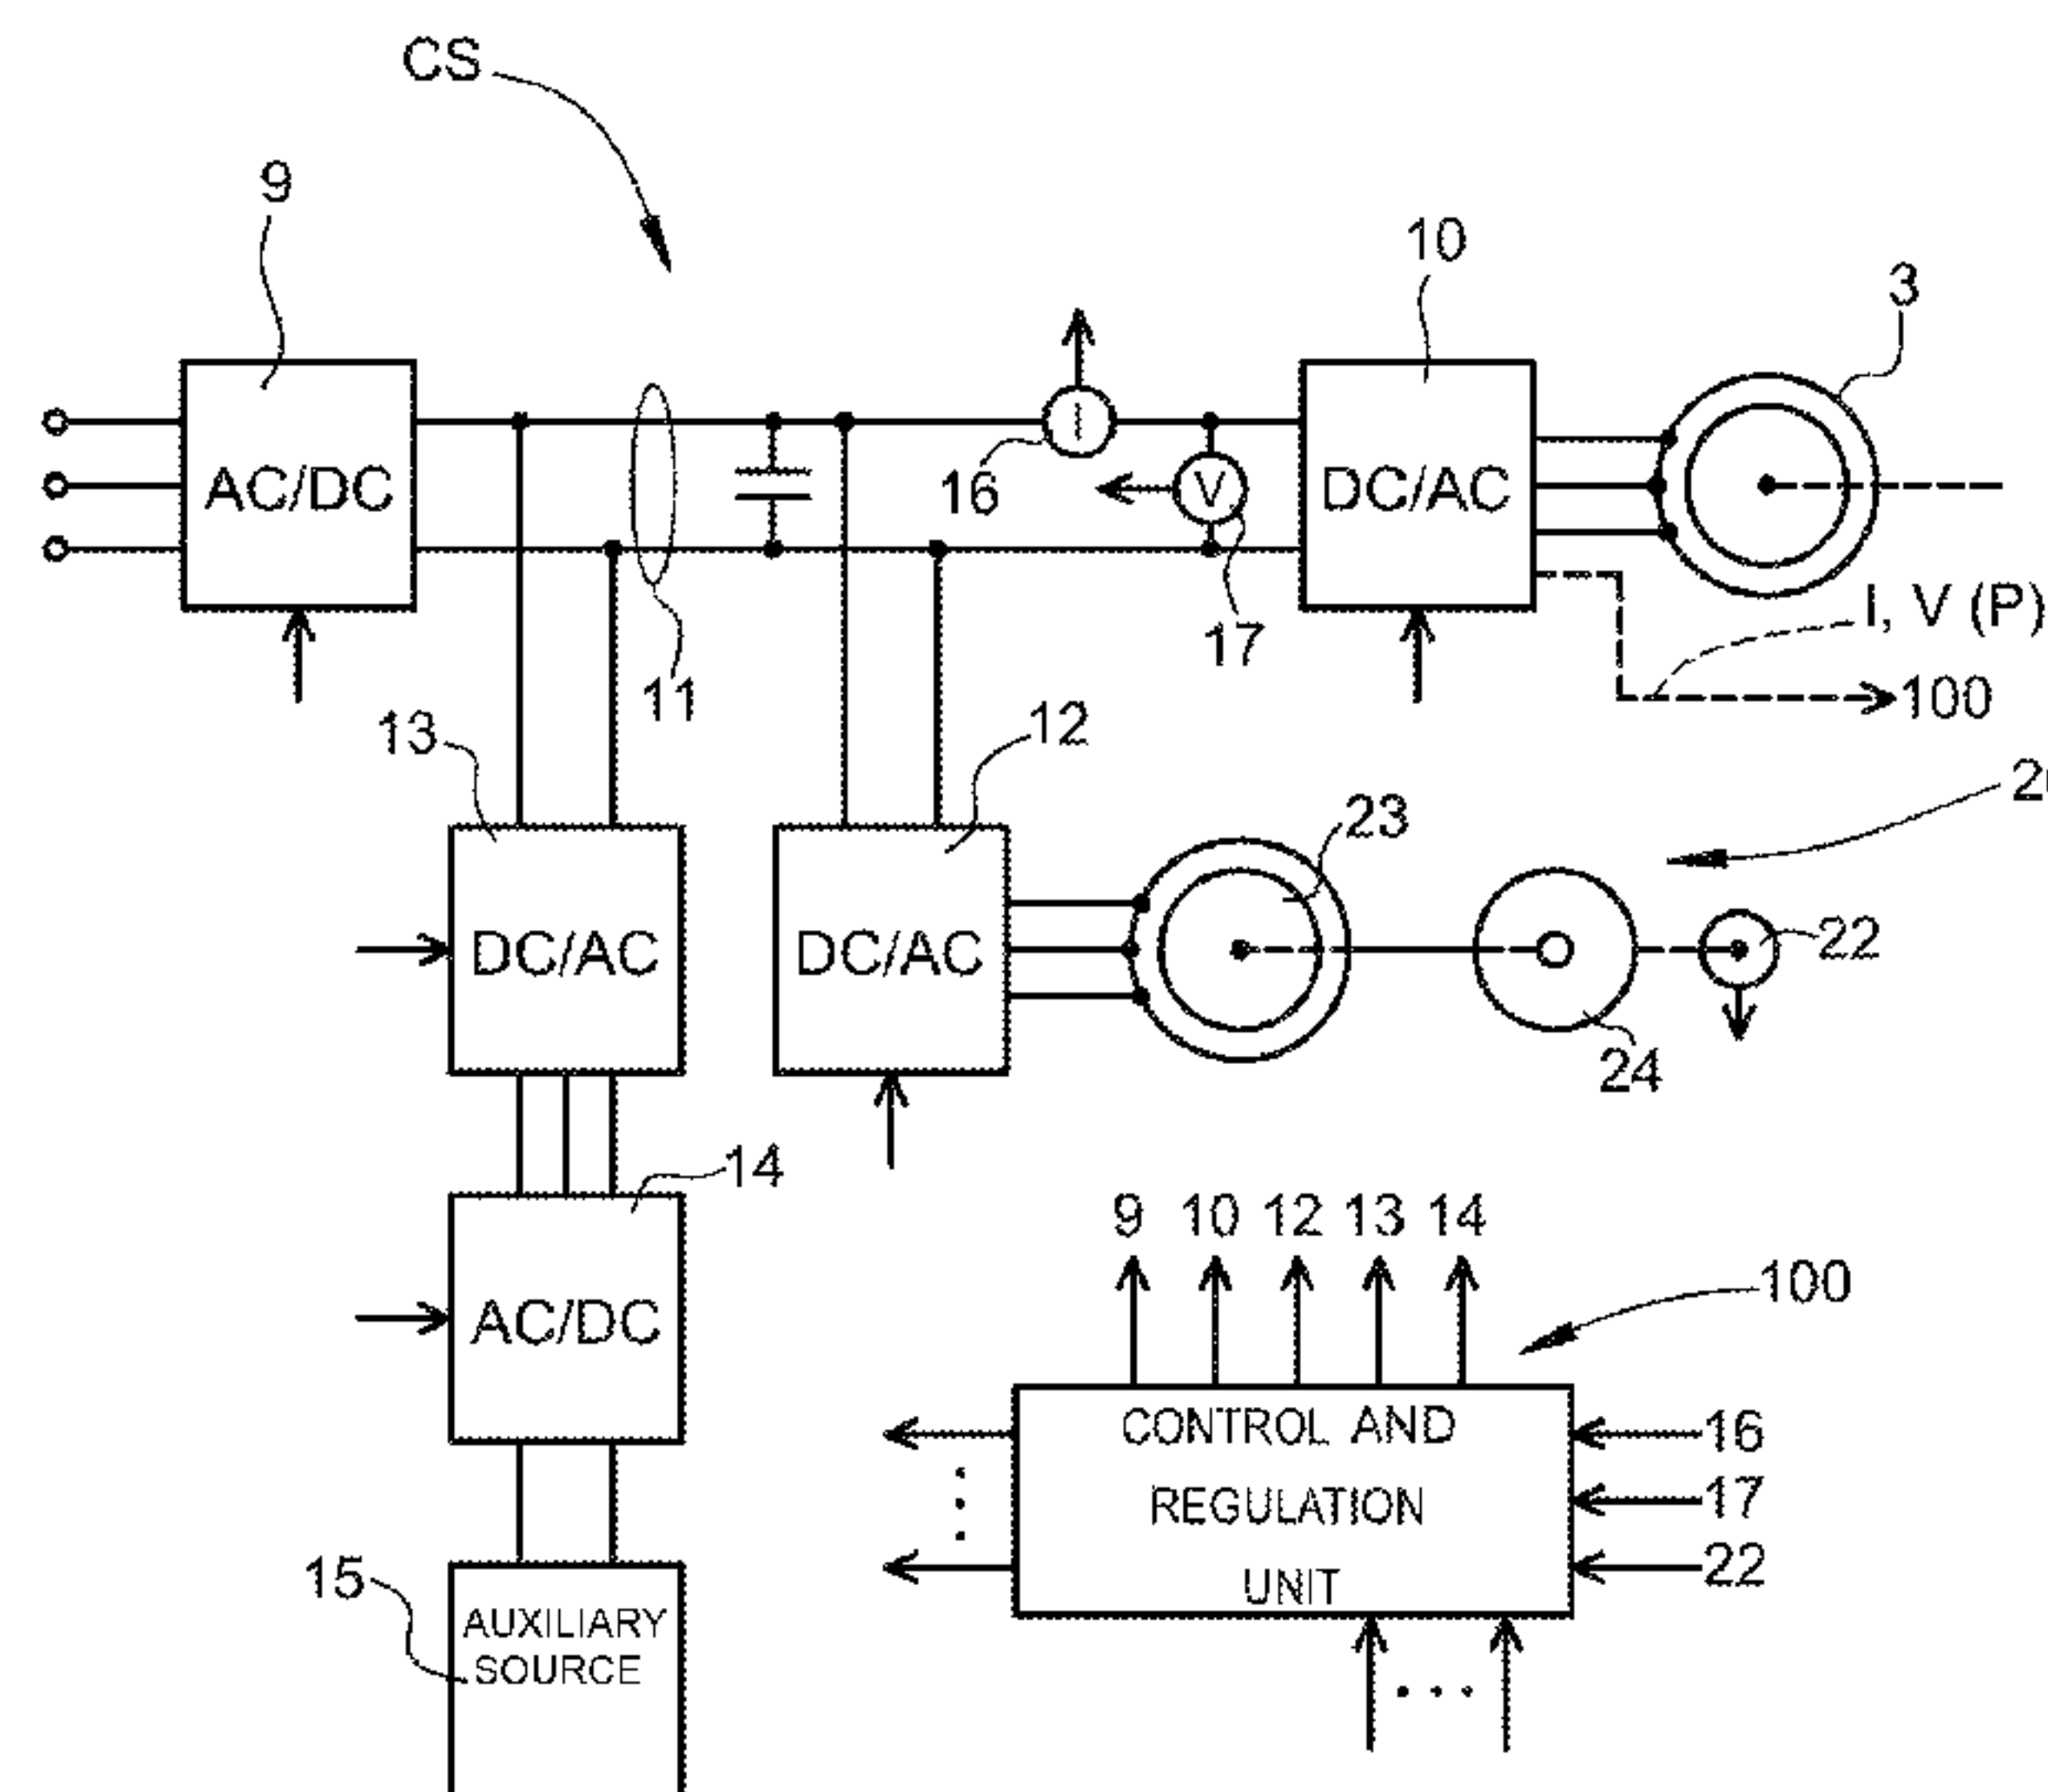 CS
9
10
3
I
16
AC/DC
V
DC/AC
17
I, V (P)
11
100
13
12
23
22
DC/AC
DC/AC
24
14
9 10 12 13 14
100
AC/DC
CONTROL AND
16
REGULATION
17
UNIT
22
15
AUXILIARY
SOURCE